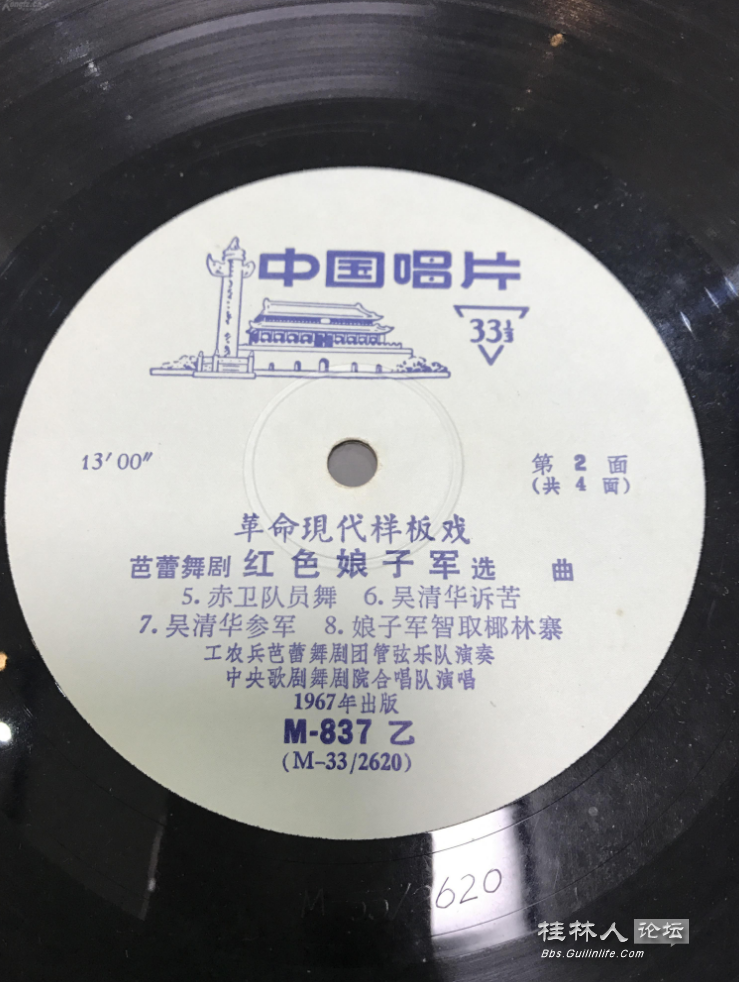 中国唱片
33⅓
13′00″
第 2 面
(共 4 面)
革命現代样板戏
芭蕾舞剧 红色娘子军 选 曲
5. 赤卫队员舞 6. 吴清华诉苦
7. 吴清华参军 8. 娘子军智取椰林寨
工农兵芭蕾舞剧团管弦乐队演奏
中央歌剧舞剧院合唱队演唱
1967年出版
M-837 乙
(M-33/2620)
M-33/2620
桂林人论坛
Bbs.Guilinlife.Com